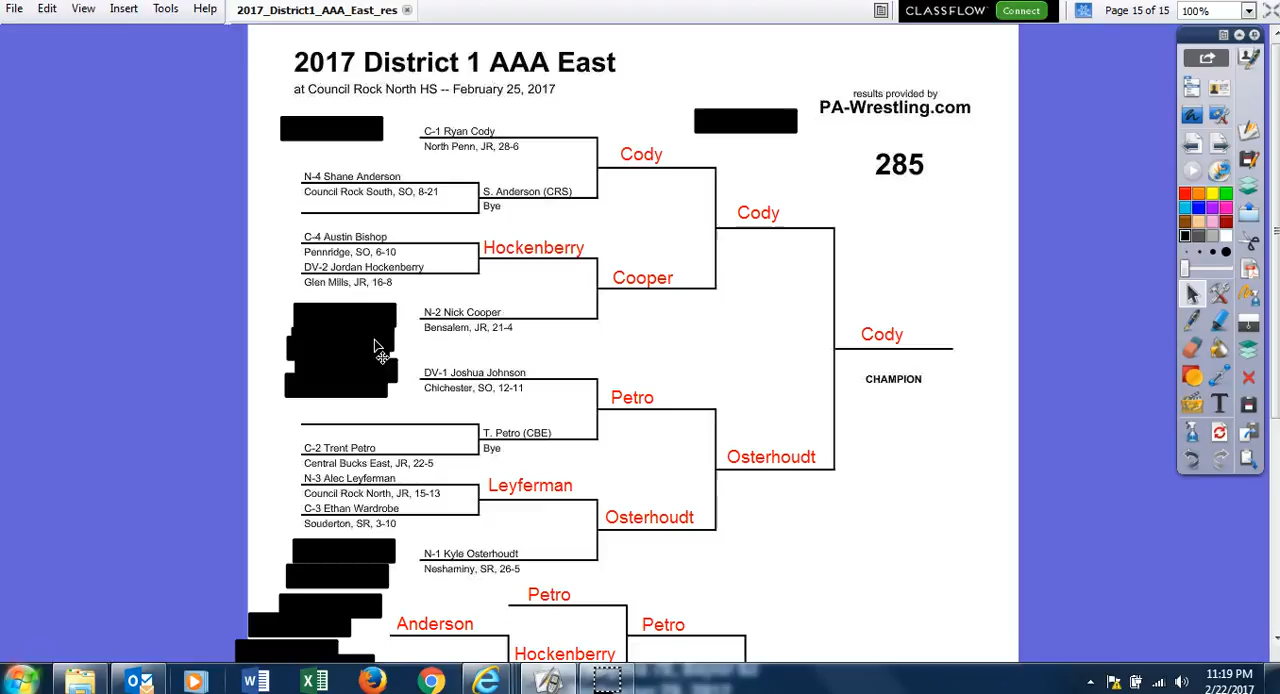 File Edit View Insert Tools Help
2017_District1_AAA_East_res
CLASSFLOW Connect
Page 15 of 15
100%
2017 District 1 AAA East
at Council Rock North HS -- February 25, 2017
results provided by
PA-Wrestling.com
285
C-1 Ryan Cody
North Penn, JR, 28-6
Cody
N-4 Shane Anderson
Council Rock South, SO, 8-21
S. Anderson (CRS)
Bye
Cody
C-4 Austin Bishop
Pennridge, SO, 6-10
Hockenberry
DV-2 Jordan Hockenberry
Glen Mills, JR, 16-8
Cooper
N-2 Nick Cooper
Bensalem, JR, 21-4
Cody
CHAMPION
DV-1 Joshua Johnson
Chichester, SO, 12-11
Petro
T. Petro (CBE)
Bye
C-2 Trent Petro
Central Bucks East, JR, 22-5
Osterhoudt
N-3 Alec Leyferman
Council Rock North, JR, 15-13
Leyferman
C-3 Ethan Wardrobe
Souderton, SR, 3-10
Osterhoudt
N-1 Kyle Osterhoudt
Neshaminy, SR, 26-5
Petro
Anderson
Petro
Hockenberry
11:19 PM
2/22/2017